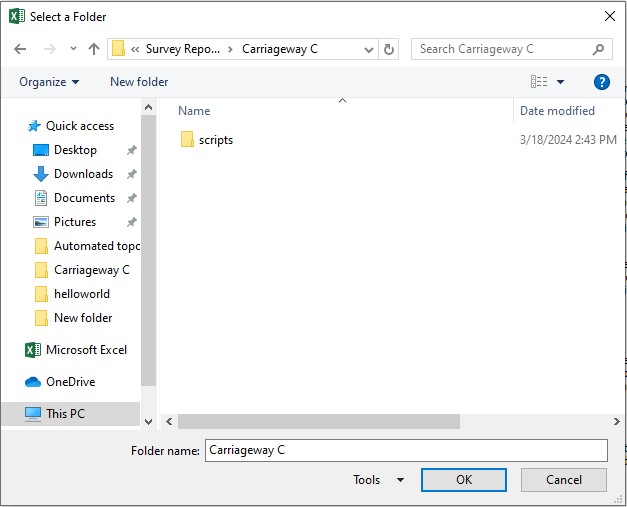 Select a Folder
« Survey Repo... > Carriageway C
Search Carriageway C
Organize
New folder
Name
Date modified
Quick access
Desktop
Downloads
Documents
Pictures
Automated topc
Carriageway C
helloworld
New folder
Microsoft Excel
OneDrive
This PC
scripts
3/18/2024 2:43 PM
Folder name: Carriageway C
Tools
OK
Cancel